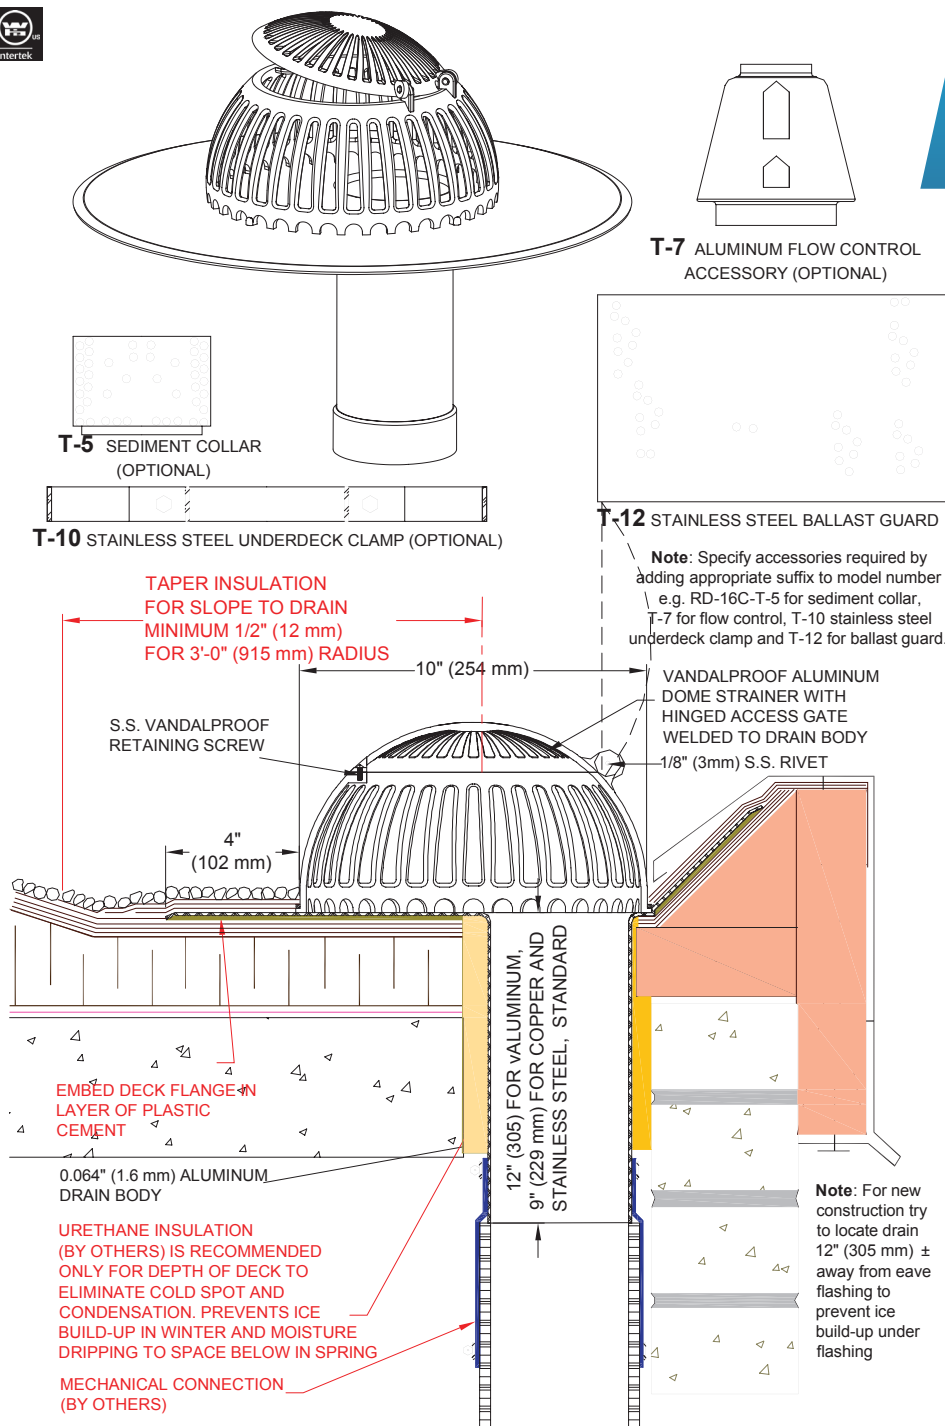 us
Intertek
T-7 ALUMINUM FLOW CONTROL
ACCESSORY (OPTIONAL)
T-5 SEDIMENT COLLAR
(OPTIONAL)
T-10 STAINLESS STEEL UNDERDECK CLAMP (OPTIONAL)
T-12 STAINLESS STEEL BALLAST GUARD
Note: Specify accessories required by
adding appropriate suffix to model number
e.g. RD-16C-T-5 for sediment collar,
T-7 for flow control, T-10 stainless steel
underdeck clamp and T-12 for ballast guard.
TAPER INSULATION
FOR SLOPE TO DRAIN
MINIMUM 1/2" (12 mm)
FOR 3'-0" (915 mm) RADIUS
10" (254 mm)
VANDALPROOF ALUMINUM
DOME STRAINER WITH
HINGED ACCESS GATE
WELDED TO DRAIN BODY
1/8" (3mm) S.S. RIVET
S.S. VANDALPROOF
RETAINING SCREW
4"
(102 mm)
12" (305) FOR vALUMINUM,
9" (229 mm) FOR COPPER AND
STAINLESS STEEL, STANDARD
EMBED DECK FLANGE IN
LAYER OF PLASTIC
CEMENT
0.064" (1.6 mm) ALUMINUM
DRAIN BODY
URETHANE INSULATION
(BY OTHERS) IS RECOMMENDED
ONLY FOR DEPTH OF DECK TO
ELIMINATE COLD SPOT AND
CONDENSATION. PREVENTS ICE
BUILD-UP IN WINTER AND MOISTURE
DRIPPING TO SPACE BELOW IN SPRING
MECHANICAL CONNECTION
(BY OTHERS)
Note: For new
construction try
to locate drain
12" (305 mm) ±
away from eave
flashing to
prevent ice
build-up under
flashing